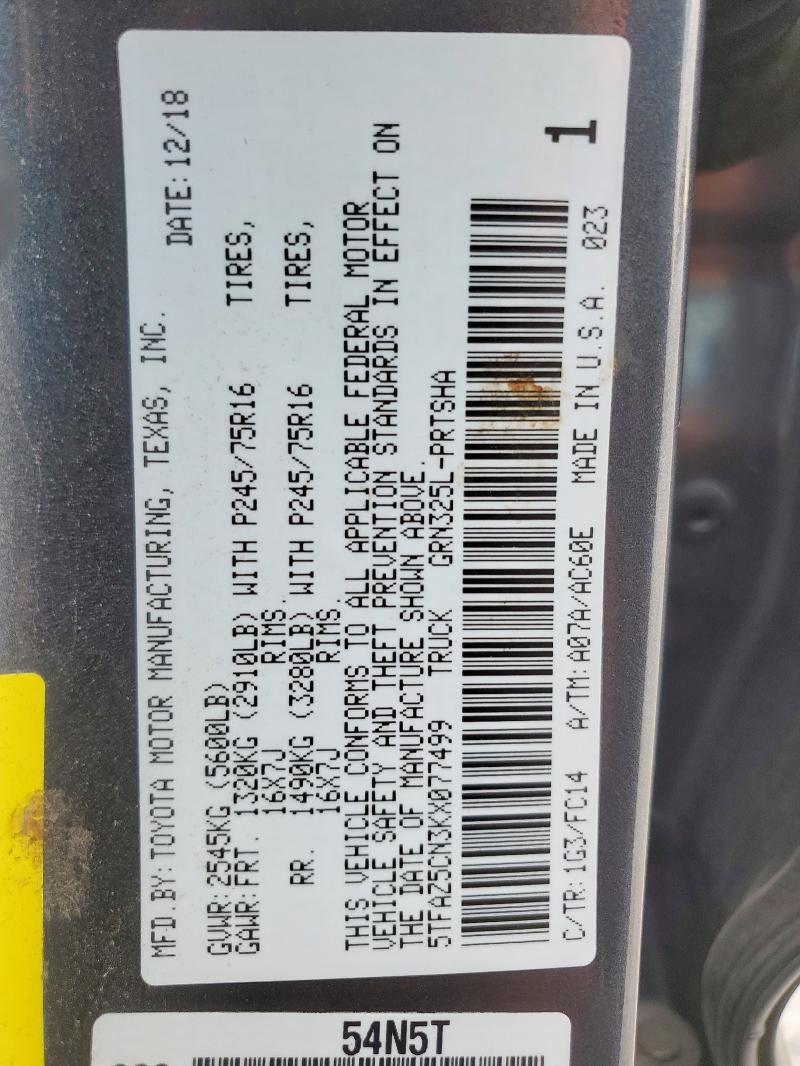 MFD.BY:TOYOTA MOTOR MANUFACTURING, TEXAS, INC.
DATE:12/18
GVWR:2545KG (5600LB)
GAWR:FRT. 1320KG (2910LB) WITH P245/75R16 TIRES,
16X7J RIMS.
RR. 1490KG (3280LB) WITH P245/75R16 TIRES,
16X7J RIMS.
THIS VEHICLE CONFORMS TO ALL APPLICABLE FEDERAL MOTOR
VEHICLE SAFETY AND THEFT PREVENTION STANDARDS IN EFFECT ON
THE DATE OF MANUFACTURE SHOWN ABOVE.
5TFAZ5CN3KX077499 TRUCK GRN325L-PRTSHA
1
C/TR:1G3/FC14 A/TM:A07A/AC60E MADE IN U.S.A. 023
54N5T